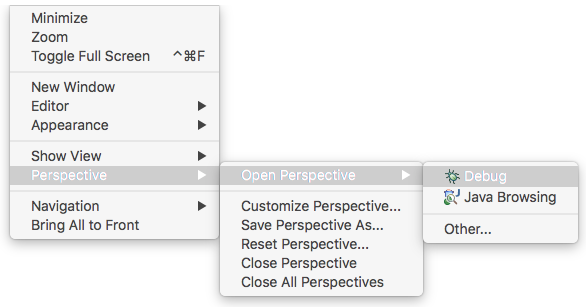 Minimize
Zoom
Toggle Full Screen ^⌘F
New Window
Editor
Appearance
Show View
Perspective
Navigation
Bring All to Front
Open Perspective
Customize Perspective...
Save Perspective As...
Reset Perspective...
Close Perspective
Close All Perspectives
Debug
Java Browsing
Other...